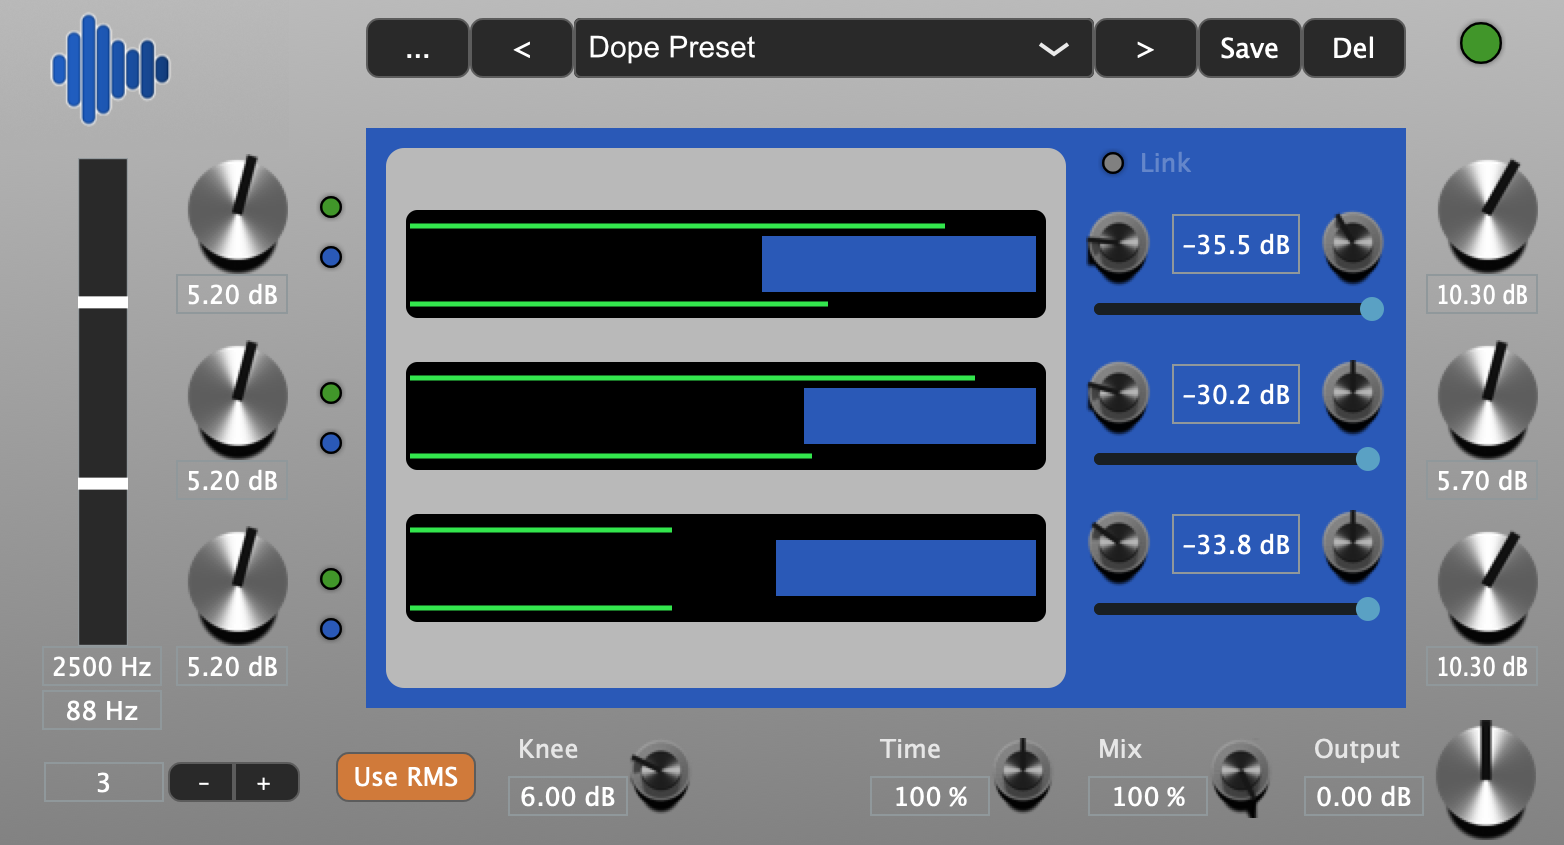 ... < Dope Preset > Save Del
Link
5.20 dB
-35.5 dB
10.30 dB
5.20 dB
-30.2 dB
5.70 dB
5.20 dB
-33.8 dB
10.30 dB
2500 Hz
88 Hz
3 - +
Use RMS
Knee
6.00 dB
Time
100 %
Mix
100 %
Output
0.00 dB